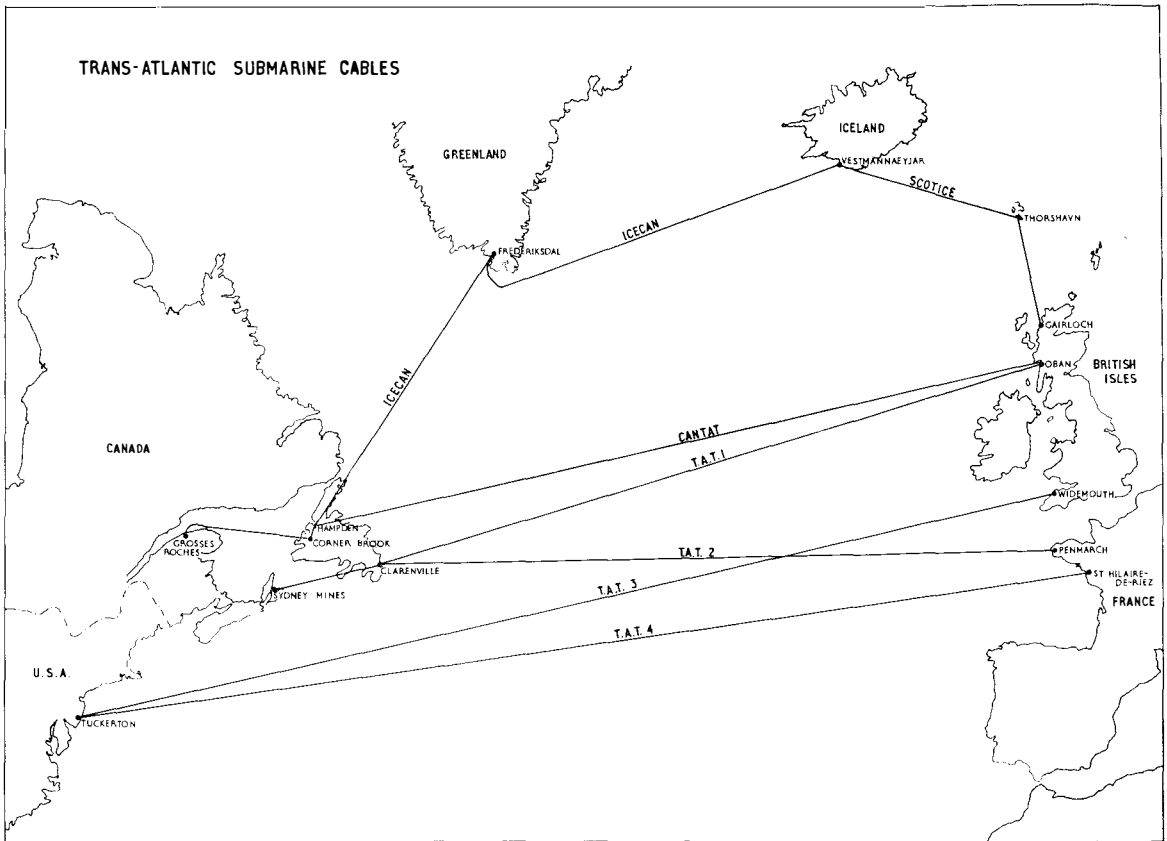 TRANS-ATLANTIC SUBMARINE CABLES
ICELAND
GREENLAND
VESTMANNAEYJAR
SCOTICE
THORSHAVN
ICECAN
FREDERIKSDAL
GAIRLOCH
OBAN
BRITISH
ISLES
ICECAN
CANTAT
T.A.T.1
CANADA
WIDEMOUTH
HAMPDEN
CORNER BROOK
GROSSES
ROCHES
CLARENVILLE
T.A.T. 2
PENMARCH
ST HILAIRE-
DE-RIEZ
SYDNEY MINES
T.A.T. 3
FRANCE
T.A.T. 4
U.S.A.
TUCKERTON